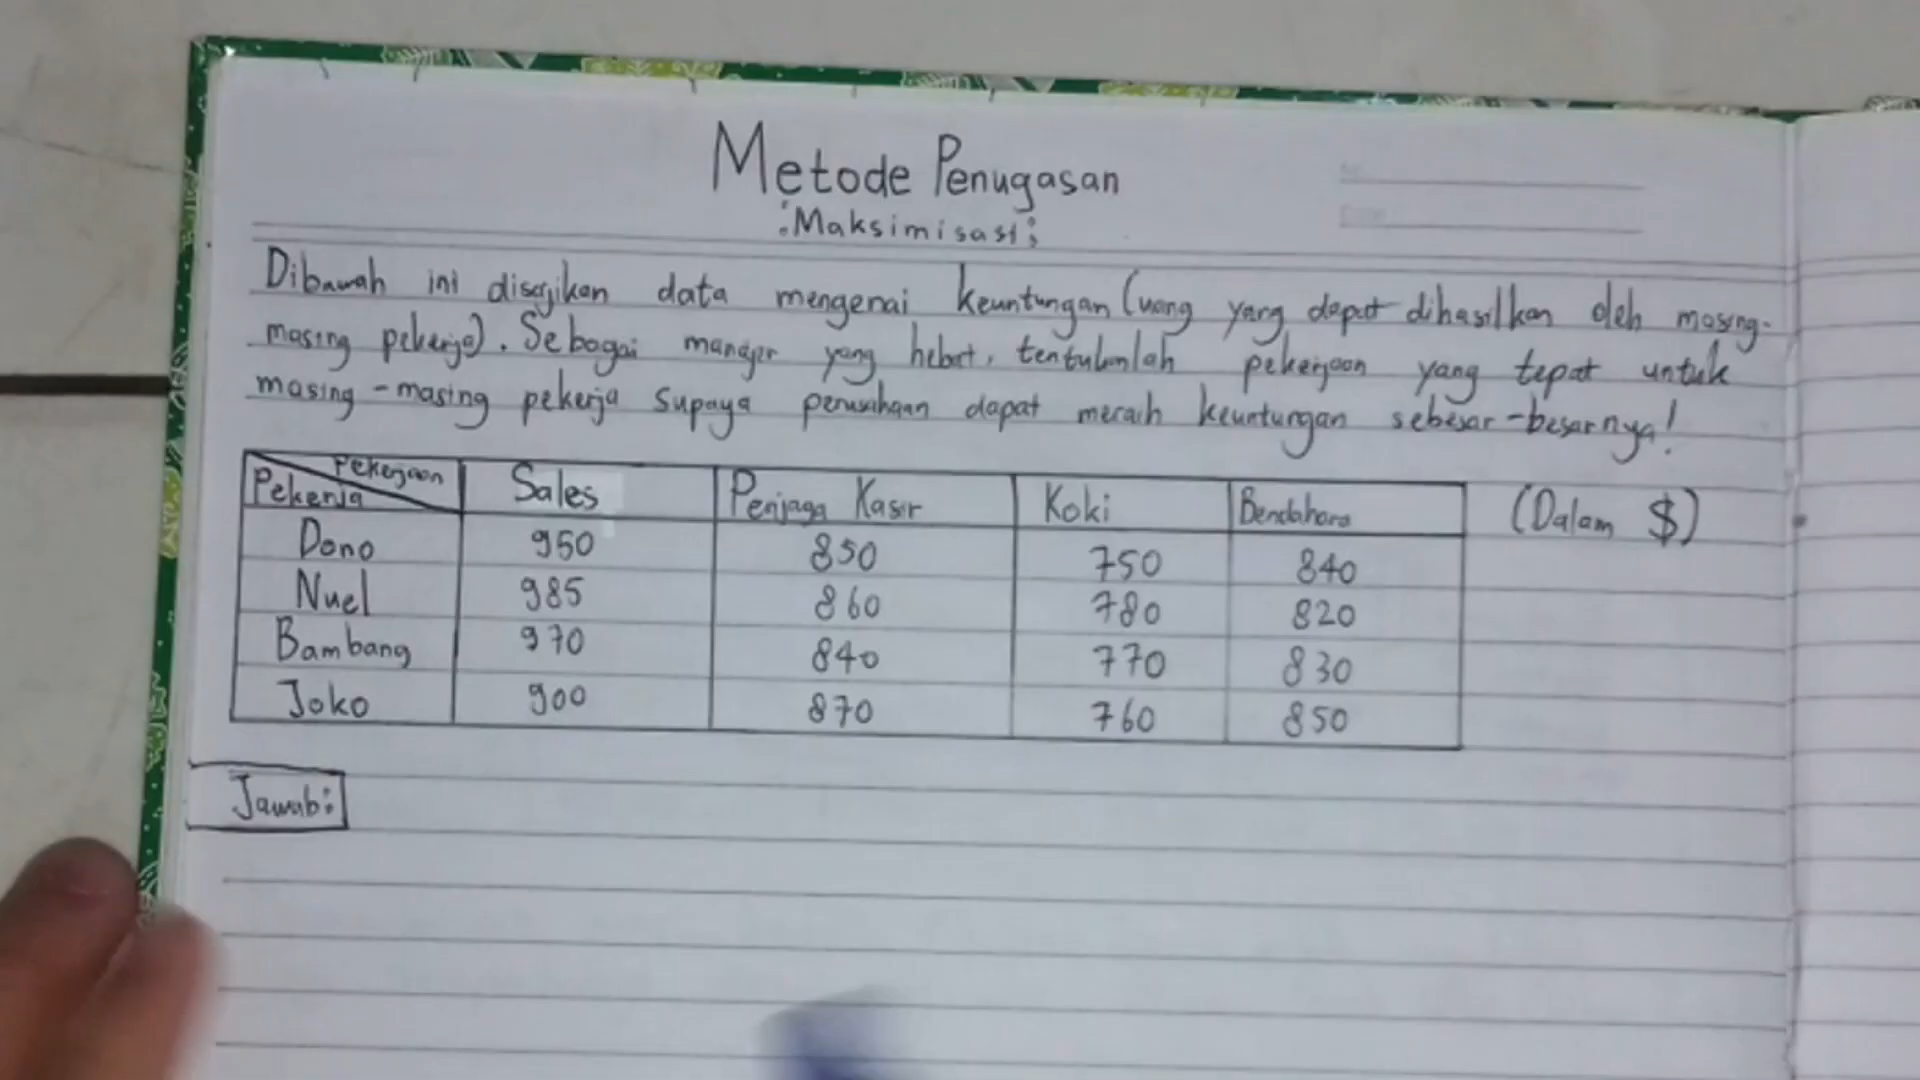 Metode Penugasan
:Maksimisasi:
Dibawah ini disajikan data mengenai keuntungan (uang yang dapat dihasilkan oleh masing-
masing pekerja). Sebagai manajer yang hebat, tentukanlah pekerjaan yang tepat untuk
masing-masing pekerja supaya perusahaan dapat meraih keuntungan sebesar-besarnya!
Pekerjaan
Pekerja Sales Penjaga Kasir Koki Bendahara (Dalam $)
Dono 950 850 750 840
Nuel 985 860 780 820
Bambang 970 840 770 830
Joko 900 870 760 850
Jawab: